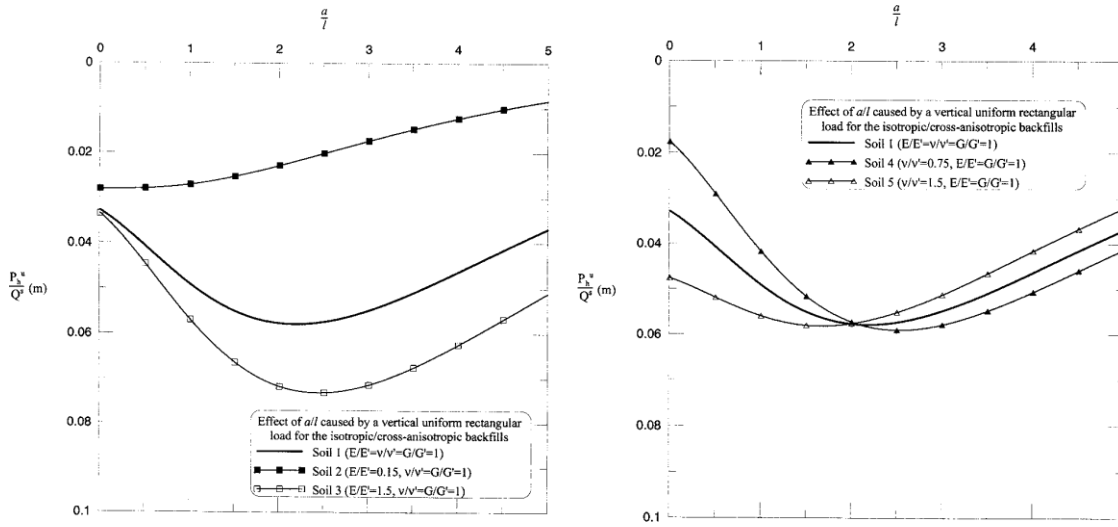 a
l
0 1 2 3 4 5
0
0.02
0.04
P_h^u
Q^s (m)
0.06
0.08
0.1
Effect of a/l caused by a vertical uniform rectangular
load for the isotropic/cross-anisotropic backfills
Soil 1 (E/E'=ν/ν'=G/G'=1)
Soil 2 (E/E'=0.15, ν/ν'=G/G'=1)
Soil 3 (E/E'=1.5, ν/ν'=G/G'=1)
a
l
0 1 2 3 4
0
0.02
0.04
P_h^u
Q^s (m)
0.06
0.08
0.1
Effect of a/l caused by a vertical uniform rectangular
load for the isotropic/cross-anisotropic backfills
Soil 1 (E/E'=ν/ν'=G/G'=1)
Soil 4 (ν/ν'=0.75, E/E'=G/G'=1)
Soil 5 (ν/ν'=1.5, E/E'=G/G'=1)